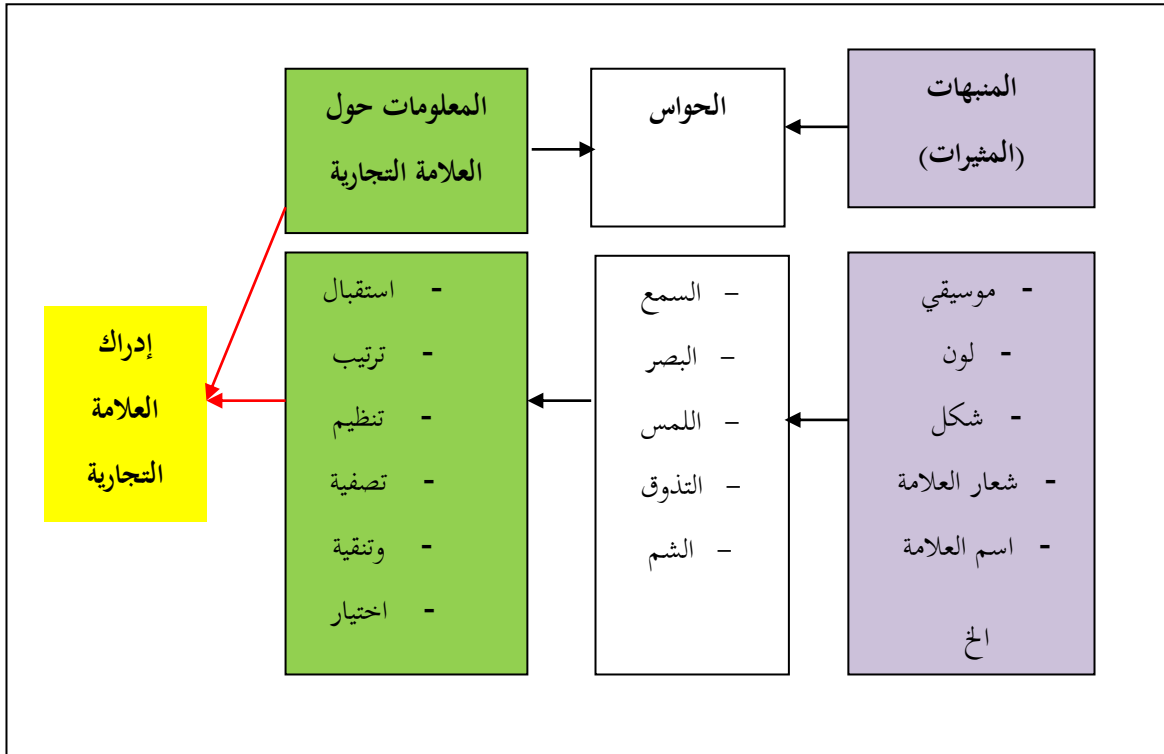 المنبهات
(المثيرات)
الحواس
المعلومات حول
العلامة التجارية
- موسيقي
- لون
- شكل
- شعار العلامة
- اسم العلامة
الخ
– السمع
– البصر
– اللمس
– التذوق
– الشم
- استقبال
- ترتيب
- تنظيم
- تصفية
- وتنقية
- اختيار
إدراك
العلامة
التجارية